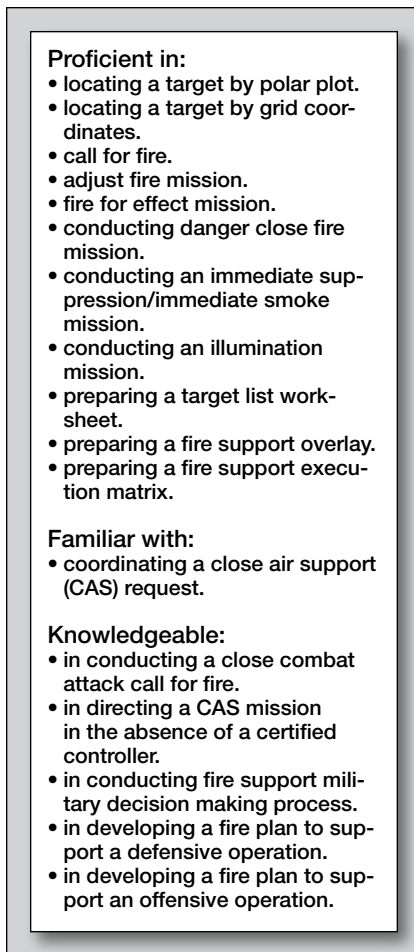 Proficient in:
• locating a target by polar plot.
• locating a target by grid coor-
dinates.
• call for fire.
• adjust fire mission.
• fire for effect mission.
• conducting danger close fire
mission.
• conducting an immediate sup-
pression/immediate smoke
mission.
• conducting an illumination
mission.
• preparing a target list work-
sheet.
• preparing a fire support overlay.
• preparing a fire support execu-
tion matrix.
Familiar with:
• coordinating a close air support
(CAS) request.
Knowledgeable:
• in conducting a close combat
attack call for fire.
• in directing a CAS mission
in the absence of a certified
controller.
• in conducting fire support mili-
tary decision making process.
• in developing a fire plan to sup-
port a defensive operation.
• in developing a fire plan to sup-
port an offensive operation.